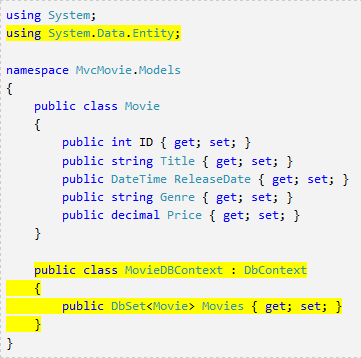 using System;
using System.Data.Entity;

namespace MvcMovie.Models
{
    public class Movie
    {
        public int ID { get; set; }
        public string Title { get; set; }
        public DateTime ReleaseDate { get; set; }
        public string Genre { get; set; }
        public decimal Price { get; set; }
    }

    public class MovieDBContext : DbContext
    {
        public DbSet<Movie> Movies { get; set; }
    }
}